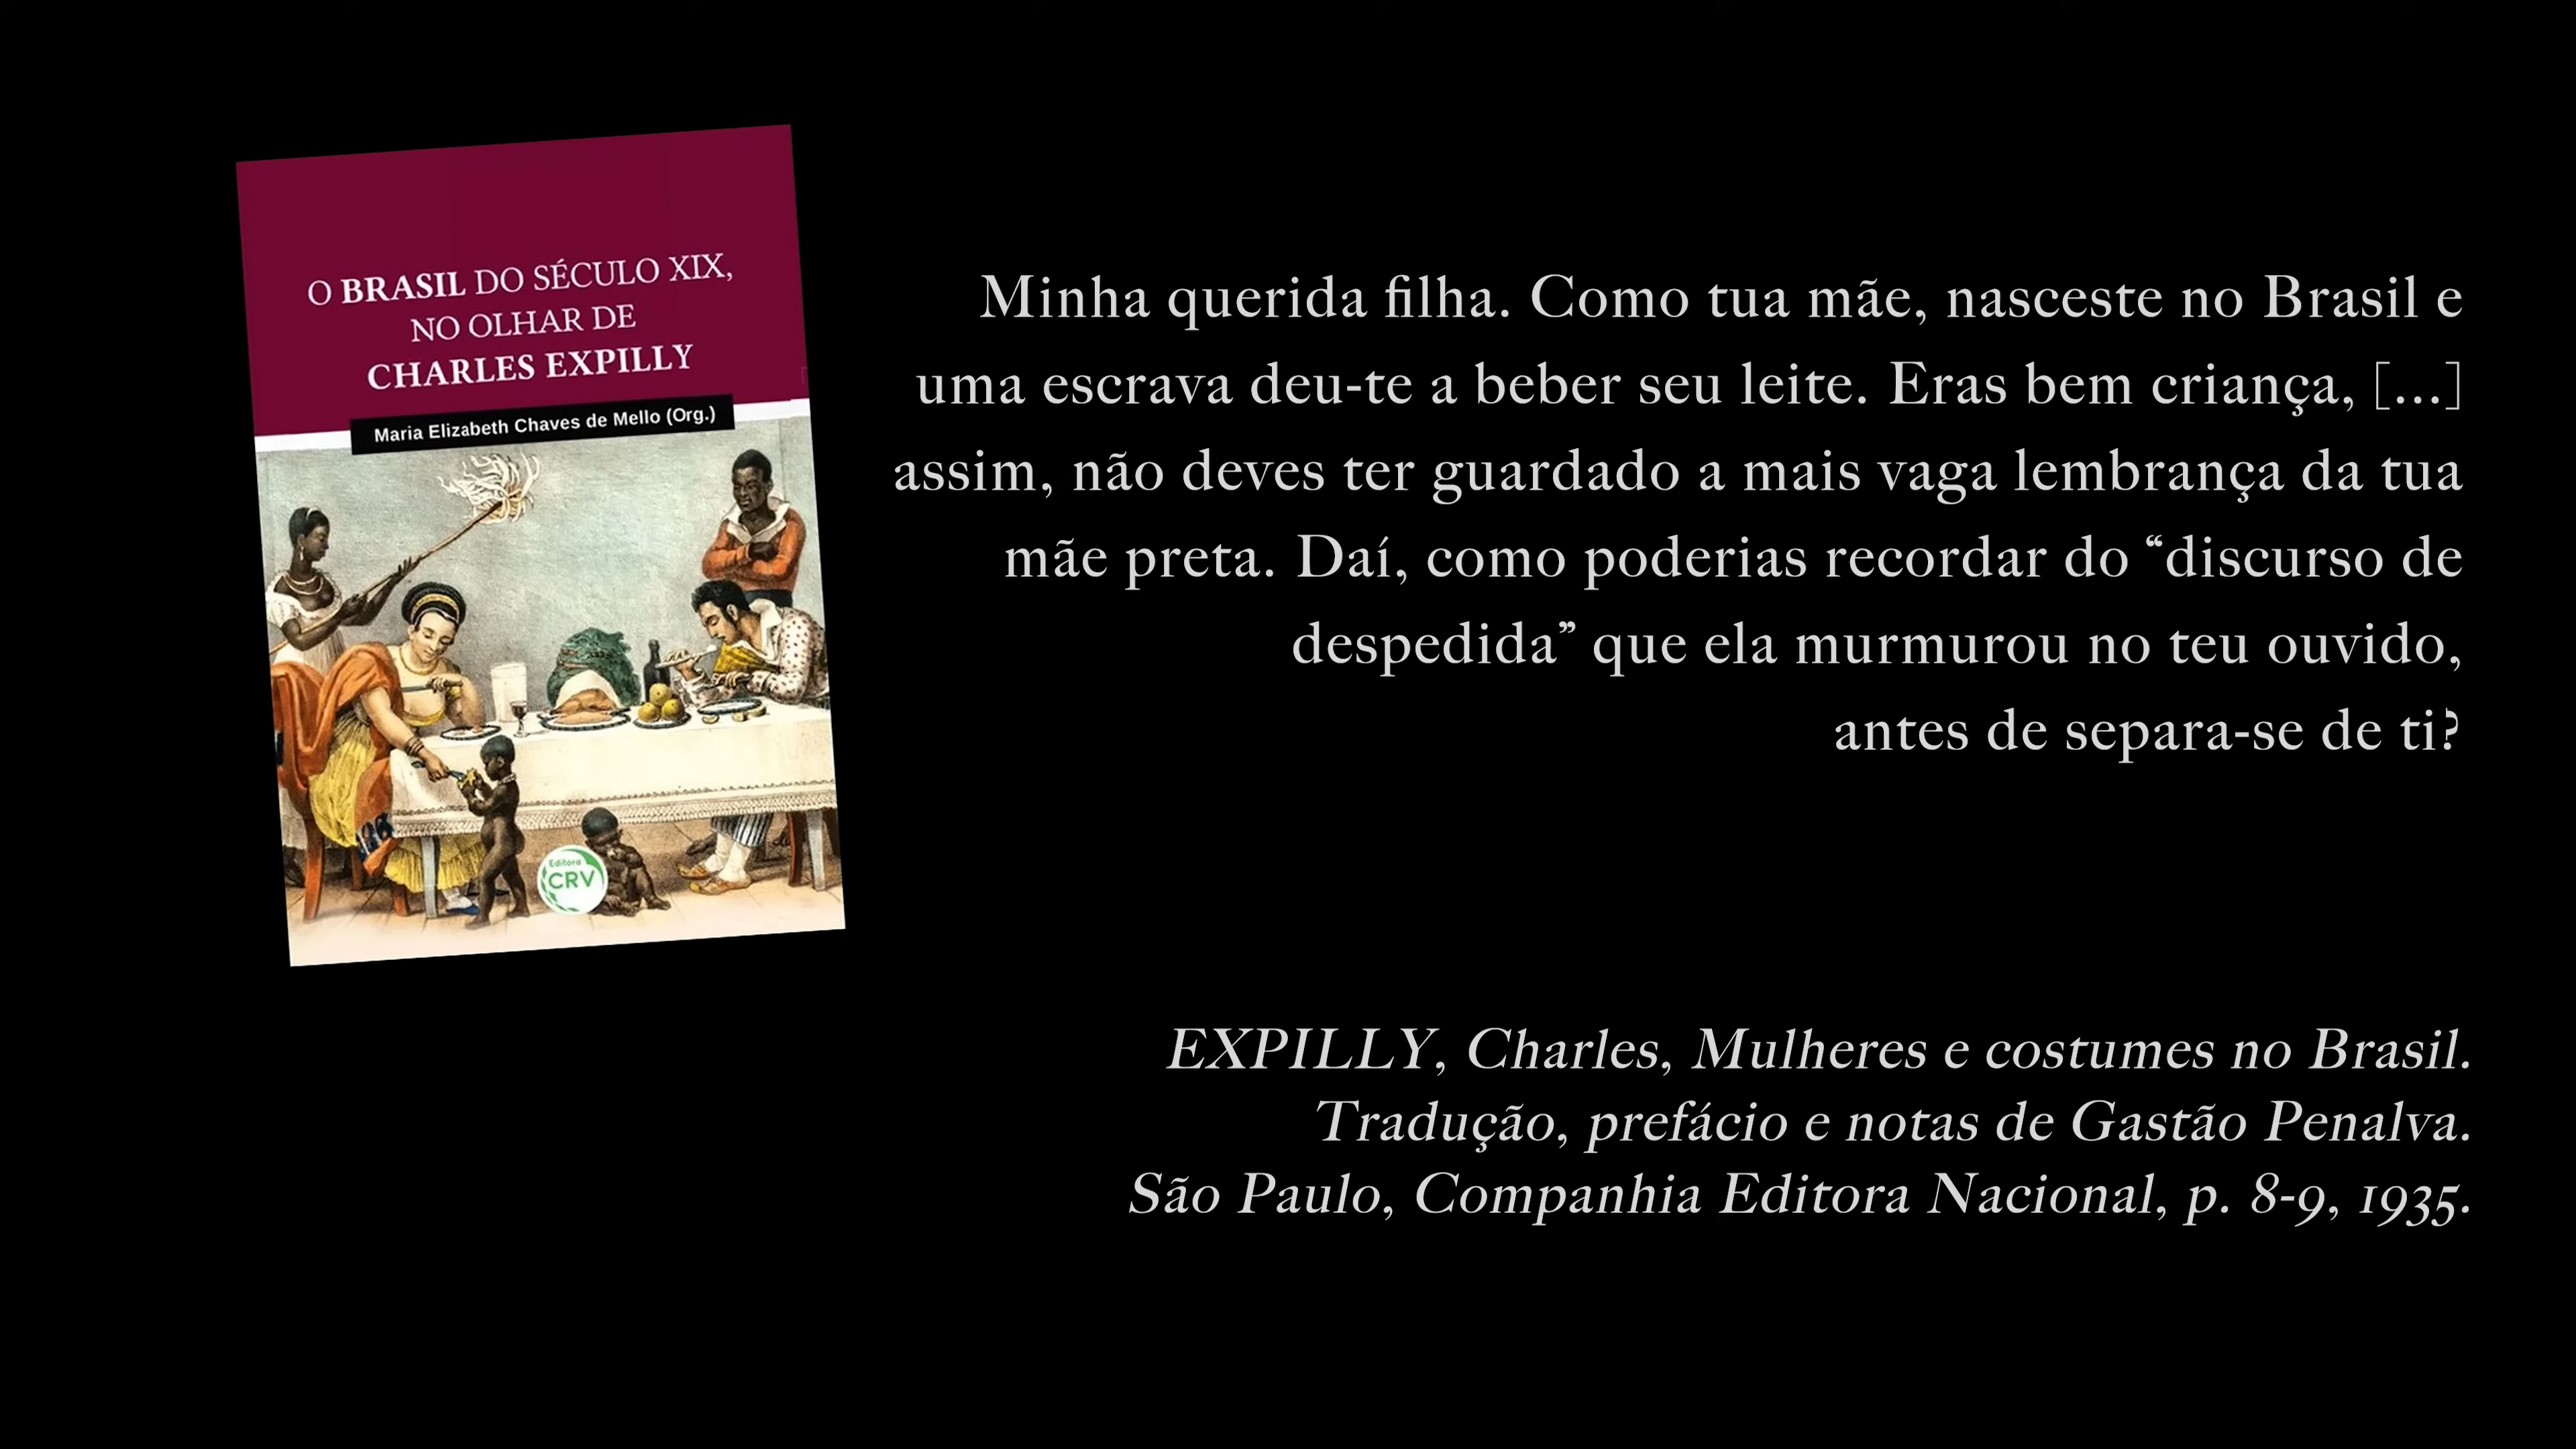 O BRASIL DO SÉCULO XIX,
NO OLHAR DE
CHARLES EXPILLY
Maria Elizabeth Chaves de Mello (Org.)
Editora
CRV
Minha querida filha. Como tua mãe, nasceste no Brasil e
uma escrava deu-te a beber seu leite. Eras bem criança, [...]
assim, não deves ter guardado a mais vaga lembrança da tua
mãe preta. Daí, como poderias recordar do “discurso de
despedida” que ela murmurou no teu ouvido,
antes de separa-se de ti?
EXPILLY, Charles, Mulheres e costumes no Brasil.
Tradução, prefácio e notas de Gastão Penalva.
São Paulo, Companhia Editora Nacional, p. 8-9, 1935.